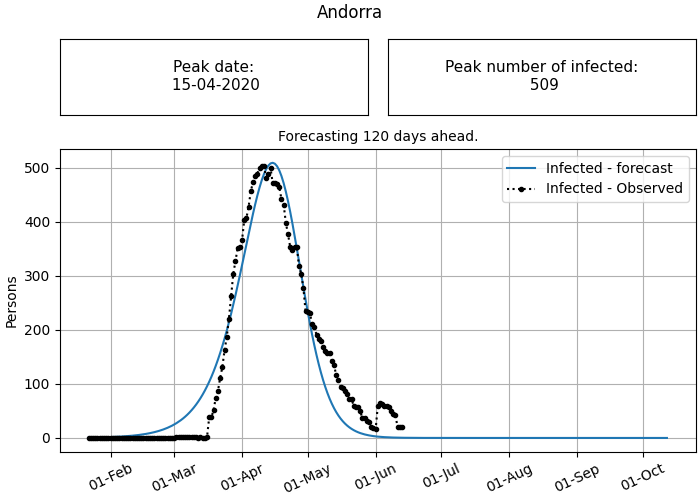 Andorra
Peak date:
15-04-2020
Peak number of infected:
509
Forecasting 120 days ahead.
Infected - forecast
Infected - Observed
Persons
500
400
300
200
100
0
01-Feb
01-Mar
01-Apr
01-May
01-Jun
01-Jul
01-Aug
01-Sep
01-Oct